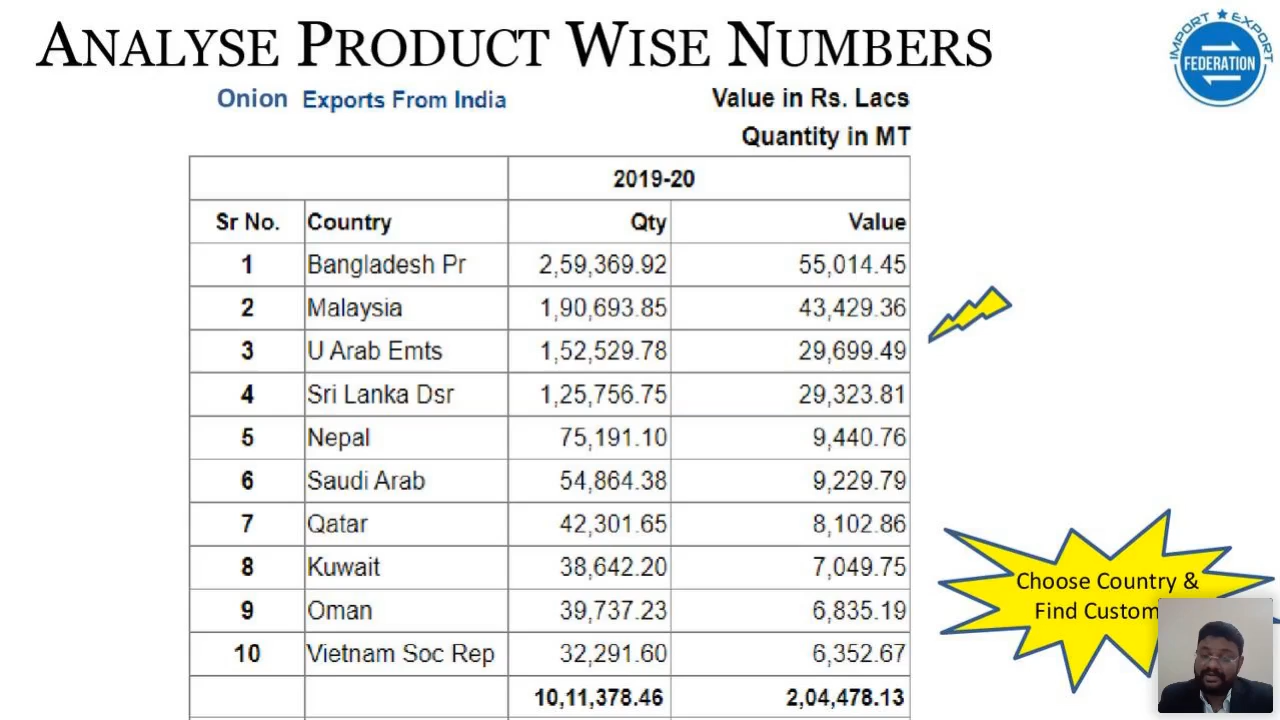 ANALYSE PRODUCT WISE NUMBERS
IMPORT ★ EXPORT
FEDERATION
Onion Exports From India
Value in Rs. Lacs
Quantity in MT
2019-20
Sr No. Country Qty Value
1 Bangladesh Pr 2,59,369.92 55,014.45
2 Malaysia 1,90,693.85 43,429.36
3 U Arab Emts 1,52,529.78 29,699.49
4 Sri Lanka Dsr 1,25,756.75 29,323.81
5 Nepal 75,191.10 9,440.76
6 Saudi Arab 54,864.38 9,229.79
7 Qatar 42,301.65 8,102.86
8 Kuwait 38,642.20 7,049.75
9 Oman 39,737.23 6,835.19
10 Vietnam Soc Rep 32,291.60 6,352.67
10,11,378.46 2,04,478.13
Choose Country &
Find Custom